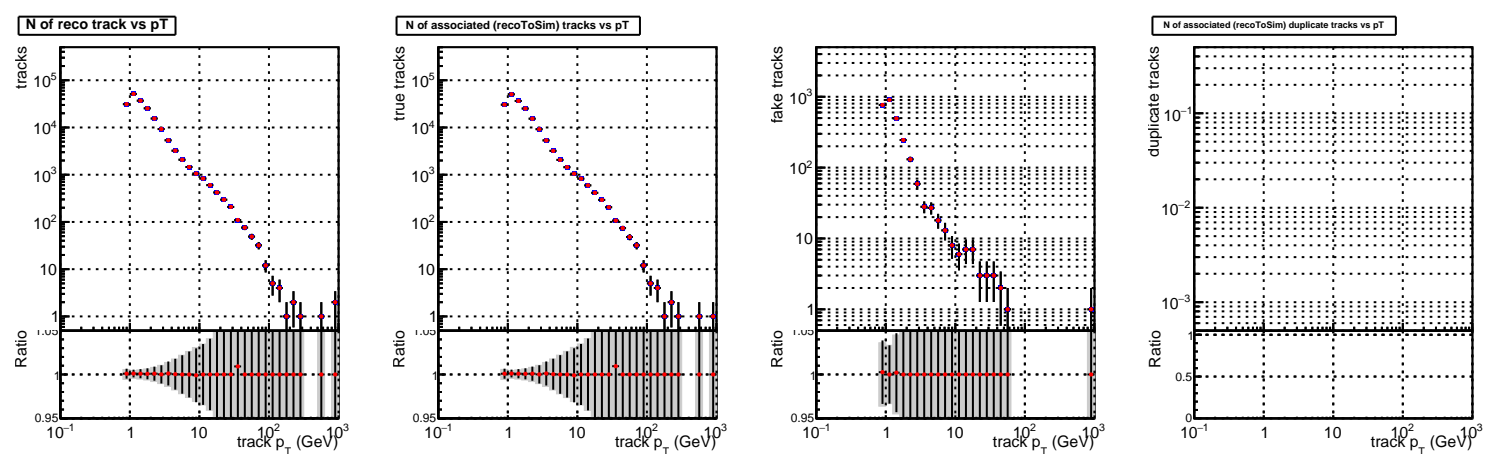 N of reco track vs pT
tracks
10^5
10^4
10^3
10^2
10
1
Ratio
1.05
1
0.95
10^-1 1 10 10^2 10^3
track p_T (GeV)
N of associated (recoToSim) tracks vs pT
true tracks
10^5
10^4
10^3
10^2
10
1
Ratio
1.05
1
0.95
10^-1 1 10 10^2 10^3
track p_T (GeV)
fake tracks
10^3
10^2
10
1
Ratio
1.05
1
0.95
10^-1 1 10 10^2 10^3
track p_T (GeV)
N of associated (recoToSim) duplicate tracks vs pT
duplicate tracks
10^-1
10^-2
10^-3
Ratio
1
0.5
0
10^-1 1 10 10^2 10^3
track p_T (GeV)